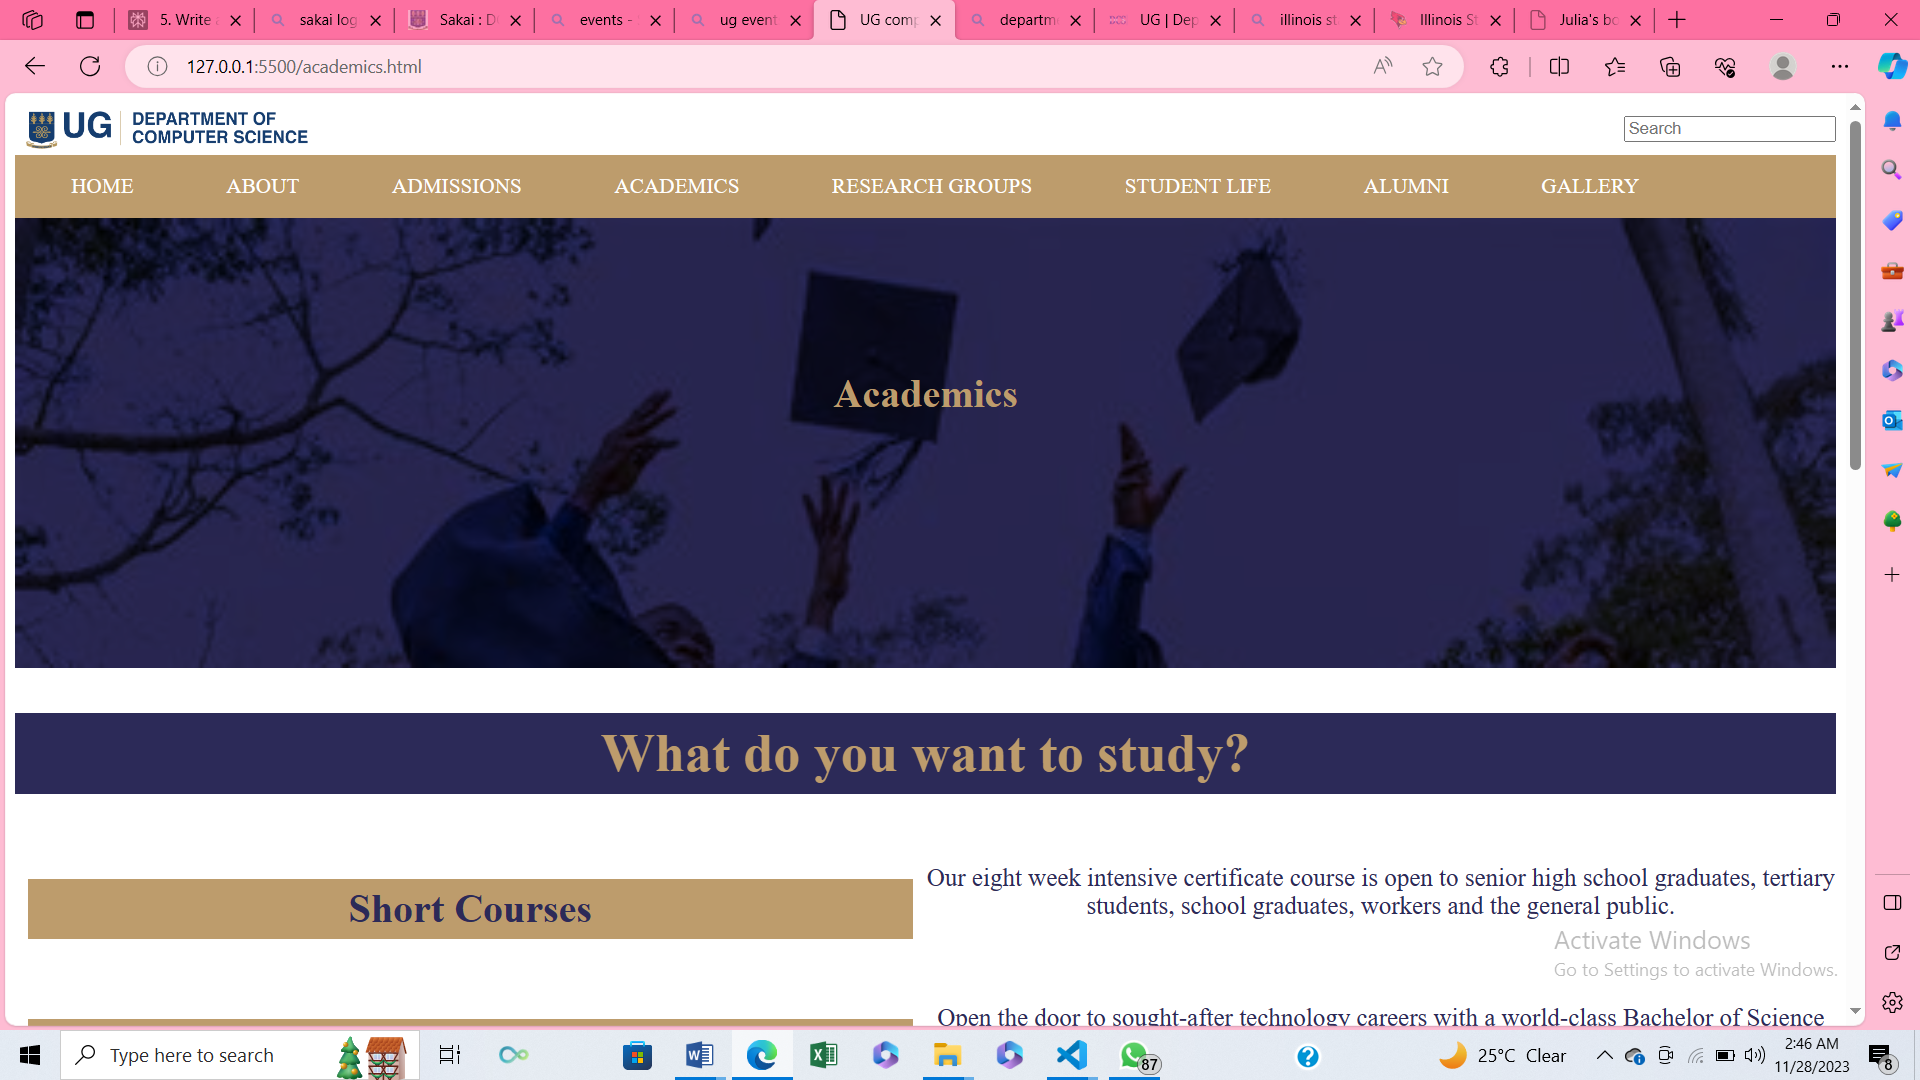 5. Write a
sakai log
Sakai : D
events -
ug event
UG comp
departm
UG | Dep
illinois st
Illinois St
Julia's bo
127.0.0.1:5500/academics.html
UG
DEPARTMENT OF
COMPUTER SCIENCE
Search
HOME ABOUT ADMISSIONS ACADEMICS RESEARCH GROUPS STUDENT LIFE ALUMNI GALLERY
Academics
What do you want to study?
Short Courses
Our eight week intensive certificate course is open to senior high school graduates, tertiary
students, school graduates, workers and the general public.
Activate Windows
Go to Settings to activate Windows.
Open the door to sought-after technology careers with a world-class Bachelor of Science
Type here to search
87
25°C Clear
2:46 AM
11/28/2023
8